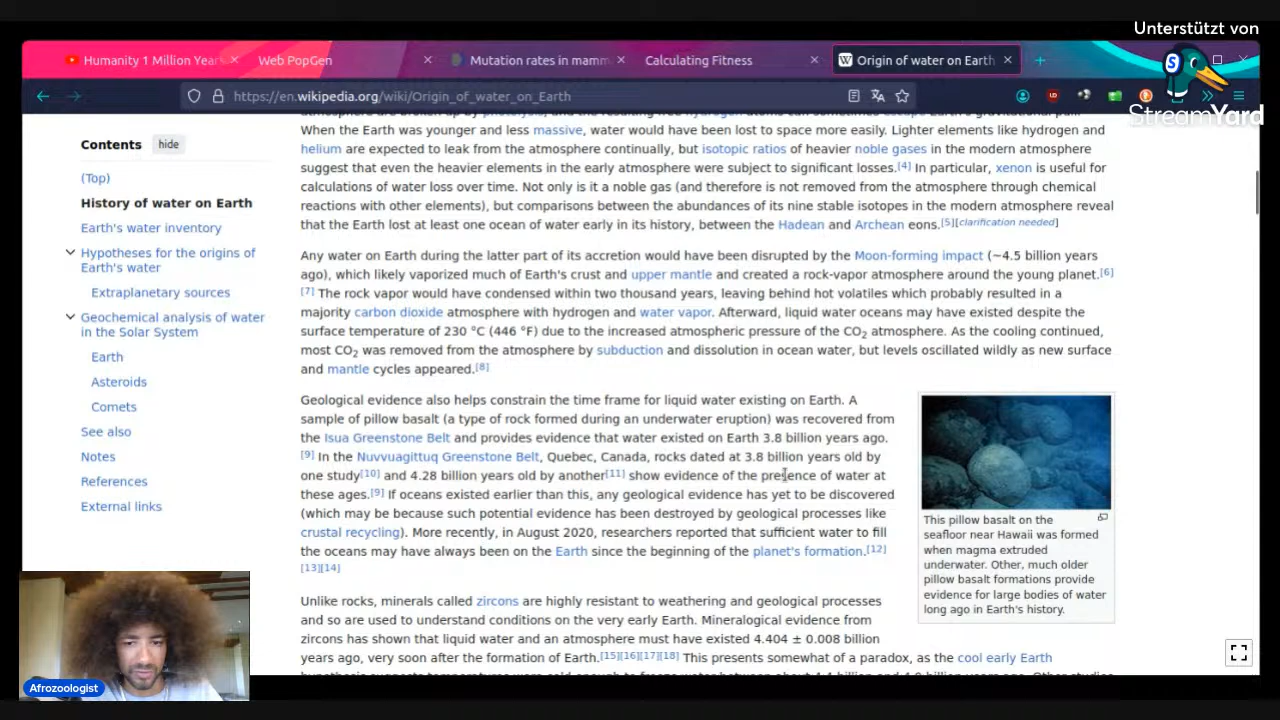 Unterstützt von
StreamYard
Humanity 1 Million Years
Web PopGen
Mutation rates in mamm
Calculating Fitness
Origin of water on Earth
https://en.wikipedia.org/wiki/Origin_of_water_on_Earth
Contents hide
(Top)
History of water on Earth
Earth's water inventory
Hypotheses for the origins of
Earth's water
Extraplanetary sources
Geochemical analysis of water
in the Solar System
Earth
Asteroids
Comets
See also
Notes
References
External links
When the Earth was younger and less massive, water would have been lost to space more easily. Lighter elements like hydrogen and
helium are expected to leak from the atmosphere continually, but isotopic ratios of heavier noble gases in the modern atmosphere
suggest that even the heavier elements in the early atmosphere were subject to significant losses.[4] In particular, xenon is useful for
calculations of water loss over time. Not only is it a noble gas (and therefore is not removed from the atmosphere through chemical
reactions with other elements), but comparisons between the abundances of its nine stable isotopes in the modern atmosphere reveal
that the Earth lost at least one ocean of water early in its history, between the Hadean and Archean eons.[5][clarification needed]
Any water on Earth during the latter part of its accretion would have been disrupted by the Moon-forming impact (~4.5 billion years
ago), which likely vaporized much of Earth's crust and upper mantle and created a rock-vapor atmosphere around the young planet.[6]
[7] The rock vapor would have condensed within two thousand years, leaving behind hot volatiles which probably resulted in a
majority carbon dioxide atmosphere with hydrogen and water vapor. Afterward, liquid water oceans may have existed despite the
surface temperature of 230 °C (446 °F) due to the increased atmospheric pressure of the CO2 atmosphere. As the cooling continued,
most CO2 was removed from the atmosphere by subduction and dissolution in ocean water, but levels oscillated wildly as new surface
and mantle cycles appeared.[8]
Geological evidence also helps constrain the time frame for liquid water existing on Earth. A
sample of pillow basalt (a type of rock formed during an underwater eruption) was recovered from
the Isua Greenstone Belt and provides evidence that water existed on Earth 3.8 billion years ago.
[9] In the Nuvvuagittuq Greenstone Belt, Quebec, Canada, rocks dated at 3.8 billion years old by
one study[10] and 4.28 billion years old by another[11] show evidence of the presence of water at
these ages.[9] If oceans existed earlier than this, any geological evidence has yet to be discovered
(which may be because such potential evidence has been destroyed by geological processes like
crustal recycling). More recently, in August 2020, researchers reported that sufficient water to fill
the oceans may have always been on the Earth since the beginning of the planet's formation.[12]
[13][14]
This pillow basalt on the
seafloor near Hawaii was formed
when magma extruded
underwater. Other, much older
pillow basalt formations provide
evidence for large bodies of water
long ago in Earth's history.
Unlike rocks, minerals called zircons are highly resistant to weathering and geological processes
and so are used to understand conditions on the very early Earth. Mineralogical evidence from
zircons has shown that liquid water and an atmosphere must have existed 4.404 ± 0.008 billion
years ago, very soon after the formation of Earth.[15][16][17][18] This presents somewhat of a paradox, as the cool early Earth
Afrozoologist